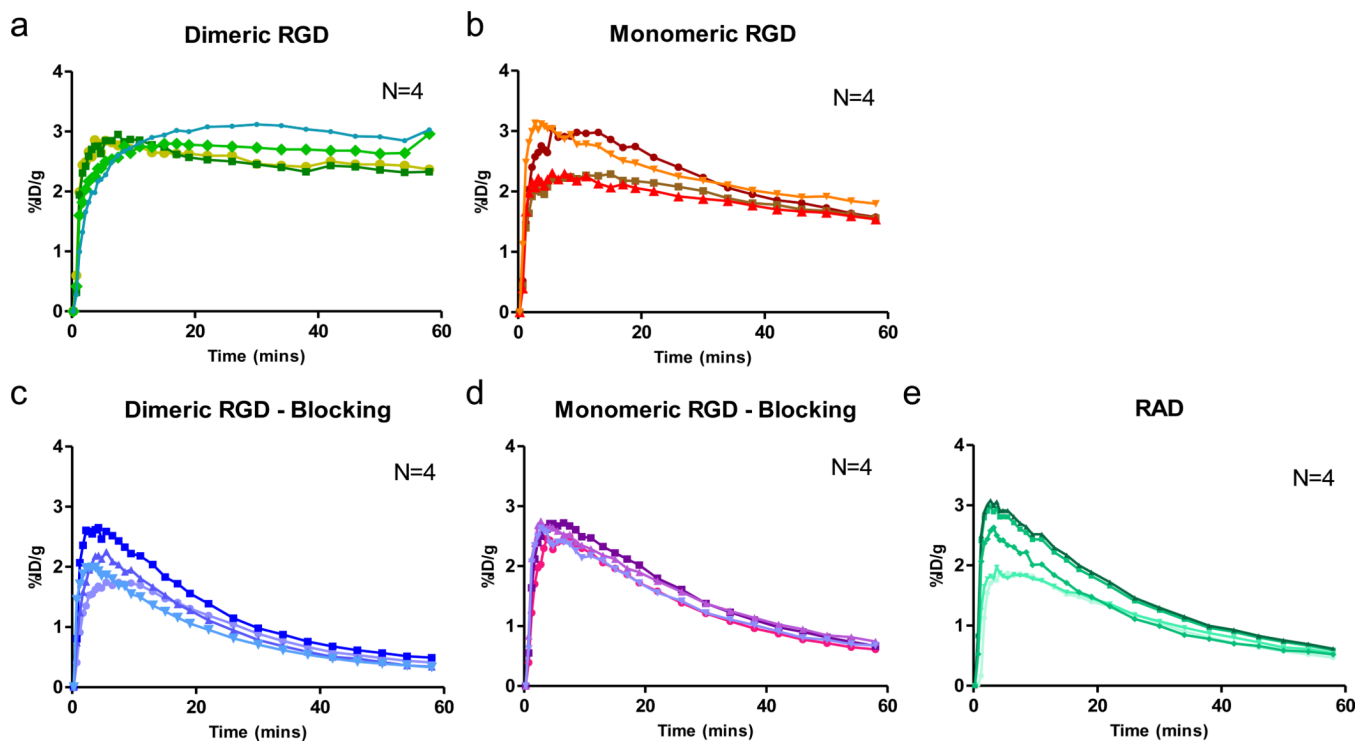 a
Dimeric RGD
N=4
%ID/g
4
3
2
1
0
0 20 40 60
Time (mins)
b
Monomeric RGD
N=4
%ID/g
4
3
2
1
0
0 20 40 60
Time (mins)
c
Dimeric RGD - Blocking
N=4
%ID/g
4
3
2
1
0
0 20 40 60
Time (mins)
d
Monomeric RGD - Blocking
N=4
%ID/g
4
3
2
1
0
0 20 40 60
Time (mins)
e
RAD
N=4
%ID/g
4
3
2
1
0
0 20 40 60
Time (mins)